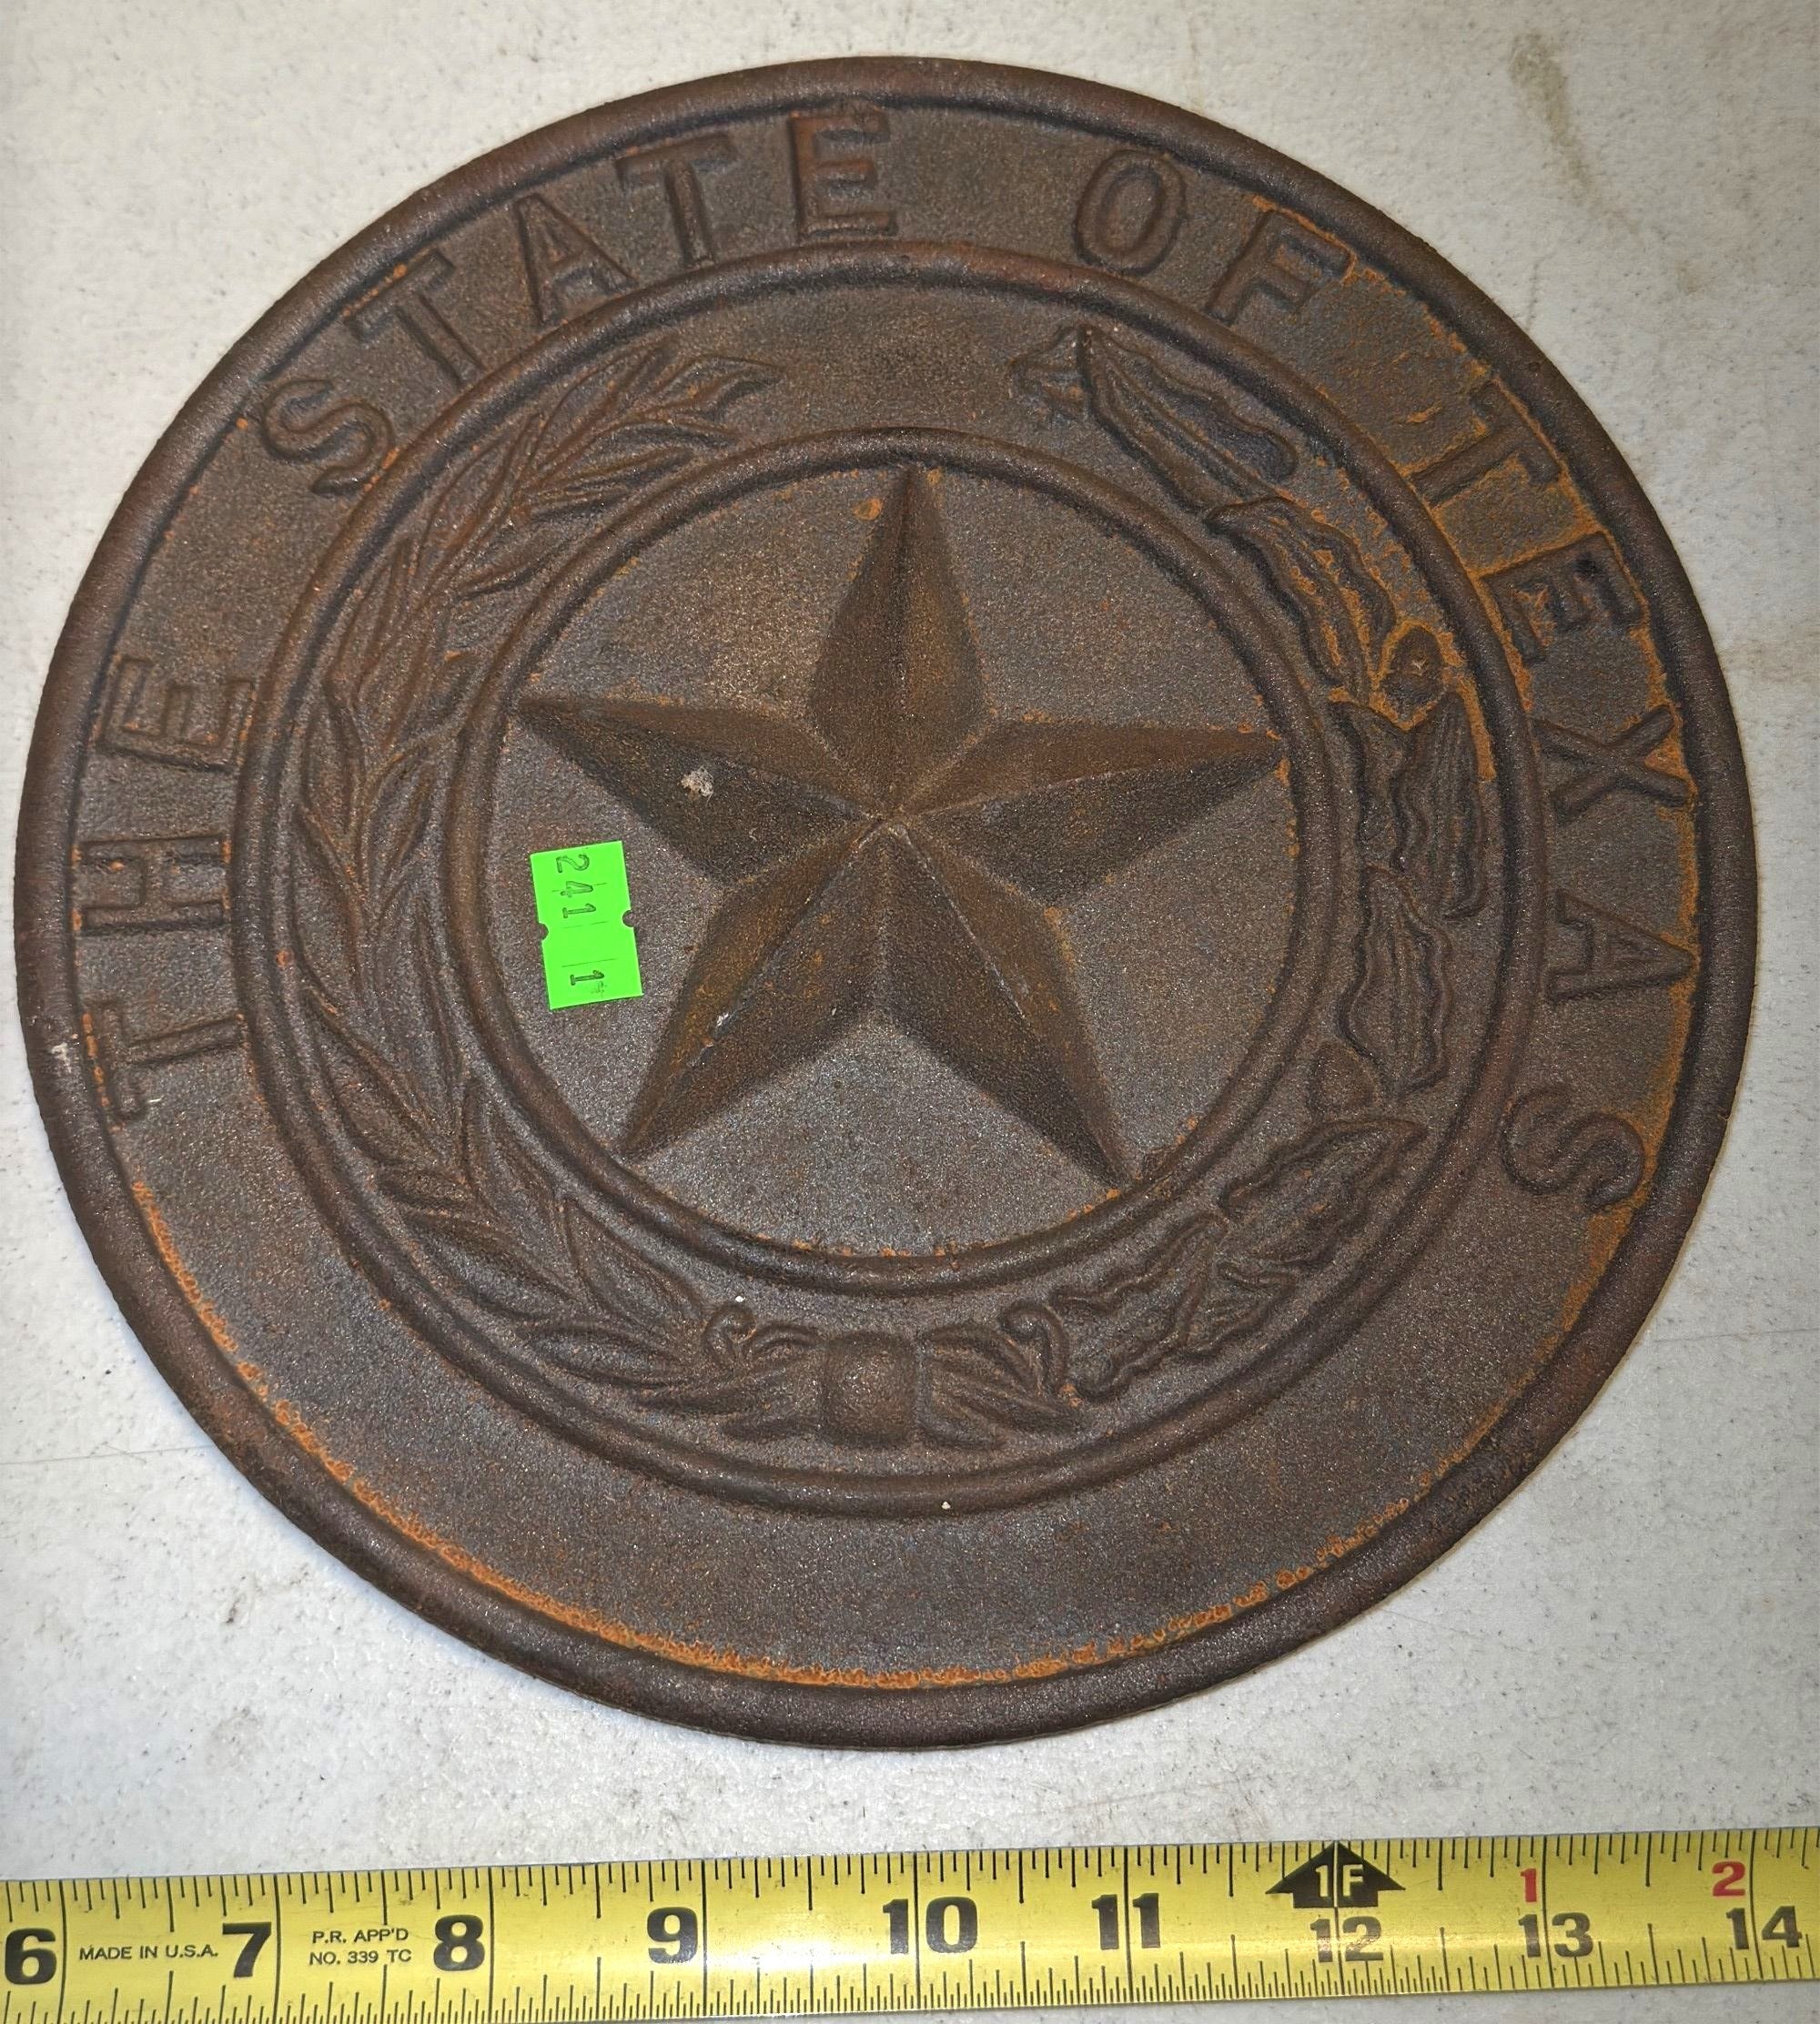 THE STATE OF TEXAS
241 1
1F 1 2
6 MADE IN U.S.A. 7 P.R. APP'D NO. 339 TC 8 9 10 11 12 13 14